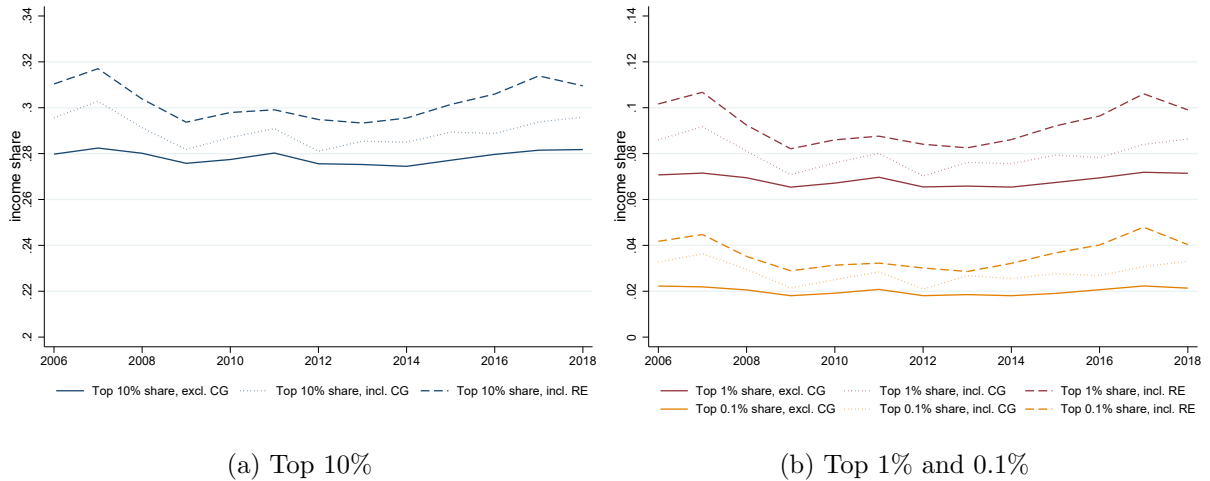 .34
.32
.3
.28
.26
.24
.22
.2
income share
2006 2008 2010 2012 2014 2016 2018
Top 10% share, excl. CG Top 10% share, incl. CG Top 10% share, incl. RE
(a) Top 10%
.14
.12
.1
.08
.06
.04
.02
0
income share
2006 2008 2010 2012 2014 2016 2018
Top 1% share, excl. CG Top 1% share, incl. CG Top 1% share, incl. RE
Top 0.1% share, excl. CG Top 0.1% share, incl. CG Top 0.1% share, incl. RE
(b) Top 1% and 0.1%